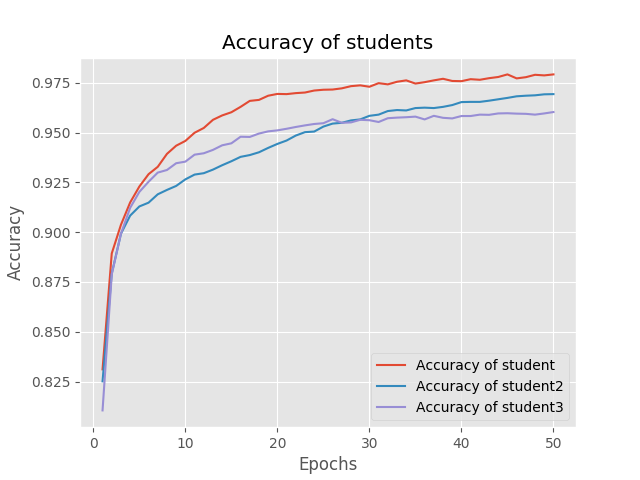 Accuracy of students
0.975
0.950
0.925
0.900
0.875
0.850
0.825
Accuracy
Accuracy of student
Accuracy of student2
Accuracy of student3
0 10 20 30 40 50
Epochs